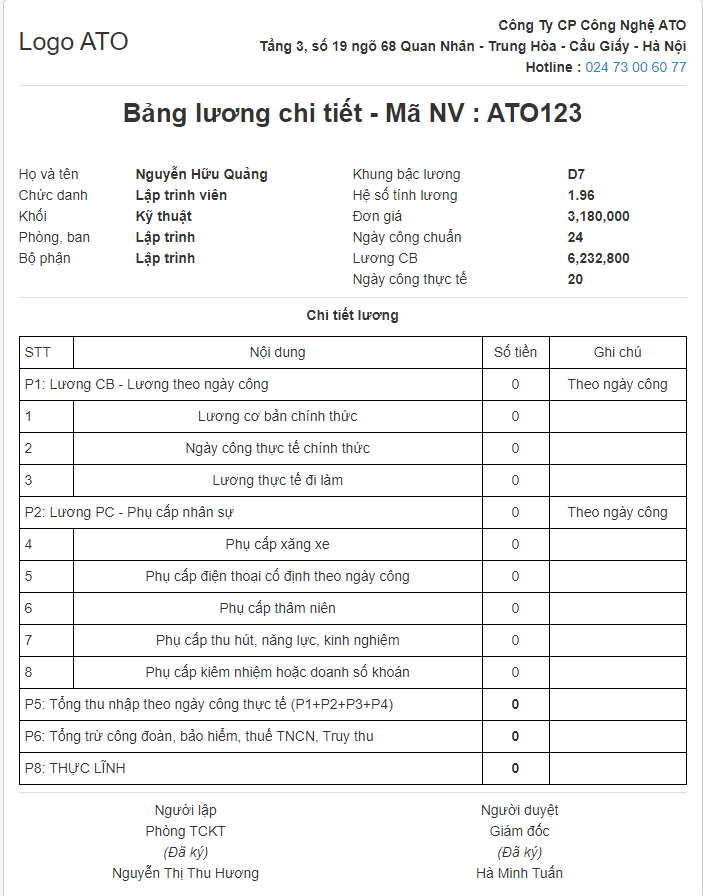 Logo ATO
Công Ty CP Công Nghệ ATO
Tầng 3, số 19 ngõ 68 Quan Nhân - Trung Hòa - Cầu Giấy - Hà Nội
Hotline : 024 73 00 60 77
Bảng lương chi tiết - Mã NV : ATO123
Họ và tên Nguyễn Hữu Quảng Khung bậc lương D7
Chức danh Lập trình viên Hệ số tính lương 1.96
Khối Kỹ thuật Đơn giá 3,180,000
Phòng, ban Lập trình Ngày công chuẩn 24
Bộ phận Lập trình Lương CB 6,232,800
Ngày công thực tế 20
Chi tiết lương
STT Nội dung Số tiền Ghi chú
P1: Lương CB - Lương theo ngày công 0 Theo ngày công
1 Lương cơ bản chính thức 0
2 Ngày công thực tế chính thức 0
3 Lương thực tế đi làm 0
P2: Lương PC - Phụ cấp nhân sự 0 Theo ngày công
4 Phụ cấp xăng xe 0
5 Phụ cấp điện thoại cố định theo ngày công 0
6 Phụ cấp thâm niên 0
7 Phụ cấp thu hút, năng lực, kinh nghiệm 0
8 Phụ cấp kiêm nhiệm hoặc doanh số khoán 0
P5: Tổng thu nhập theo ngày công thực tế (P1+P2+P3+P4) 0
P6: Tổng trừ công đoàn, bảo hiểm, thuế TNCN, Truy thu 0
P8: THỰC LĨNH 0
Người lập Người duyệt
Phòng TCKT Giám đốc
(Đã ký) (Đã ký)
Nguyễn Thị Thu Hương Hà Minh Tuấn